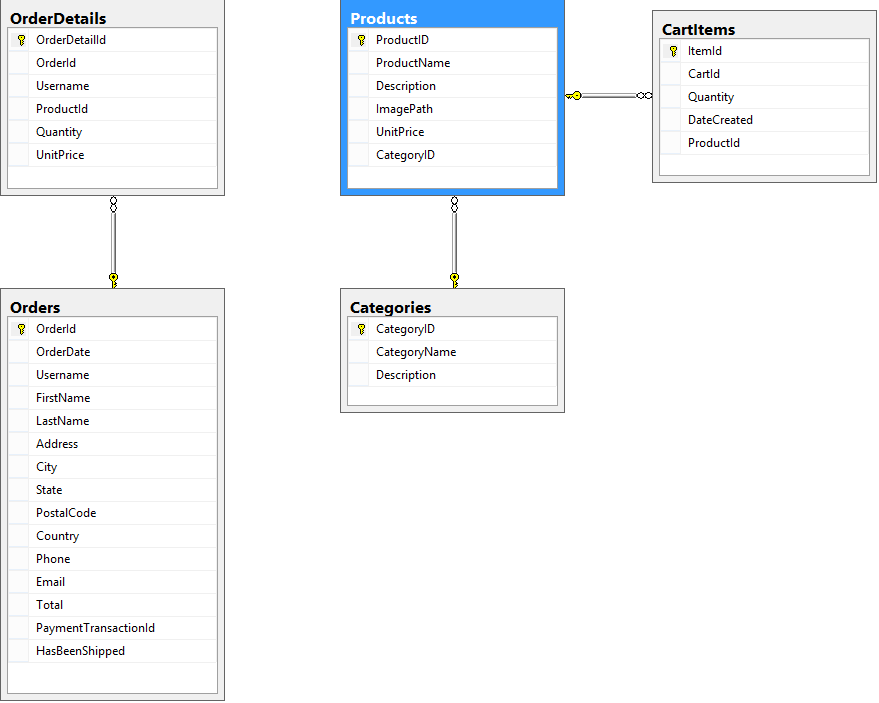 OrderDetails
OrderDetailId
OrderId
Username
ProductId
Quantity
UnitPrice
Products
ProductID
ProductName
Description
ImagePath
UnitPrice
CategoryID
CartItems
ItemId
CartId
Quantity
DateCreated
ProductId
Orders
OrderId
OrderDate
Username
FirstName
LastName
Address
City
State
PostalCode
Country
Phone
Email
Total
PaymentTransactionId
HasBeenShipped
Categories
CategoryID
CategoryName
Description